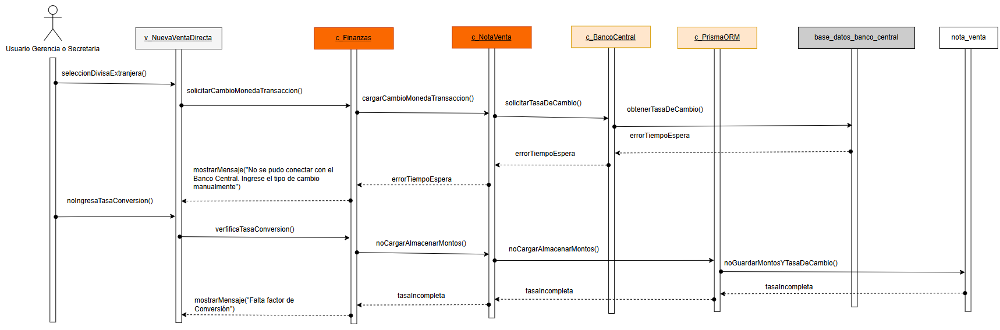 Usuario Gerencia o Secretaria
v_NuevaVentaDirecta
c_Finanzas
c_NotaVenta
c_BancoCentral
c_PrismaORM
base_datos_banco_central
nota_venta
seleccionDivisaExtranjera()
solicitarCambioMonedaTransaccion()
cargarCambioMonedaTransaccion()
solicitarTasaDeCambio()
obtenerTasaDeCambio()
errorTiempoEspera
errorTiempoEspera
errorTiempoEspera
mostrarMensaje("No se pudo conectar con el
Banco Central. Ingrese el tipo de cambio
manualmente")
noIngresaTasaConversion()
verfificaTasaConversion()
noCargarAlmacenarMontos()
noCargarAlmacenarMontos()
noGuardarMontosYTasaDeCambio()
tasaIncompleta
tasaIncompleta
tasaIncompleta
mostrarMensaje("Falta factor de
Conversión")